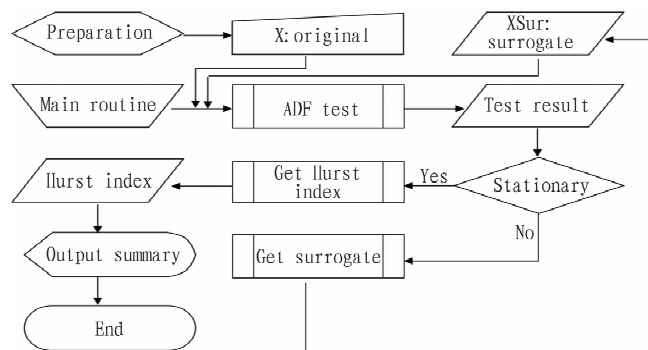 Preparation
X:original
XSur:
surrogate
Main routine
ADF test
Test result
Hurst index
Get Hurst
index
Yes
Stationary
No
Output summary
Get surrogate
End